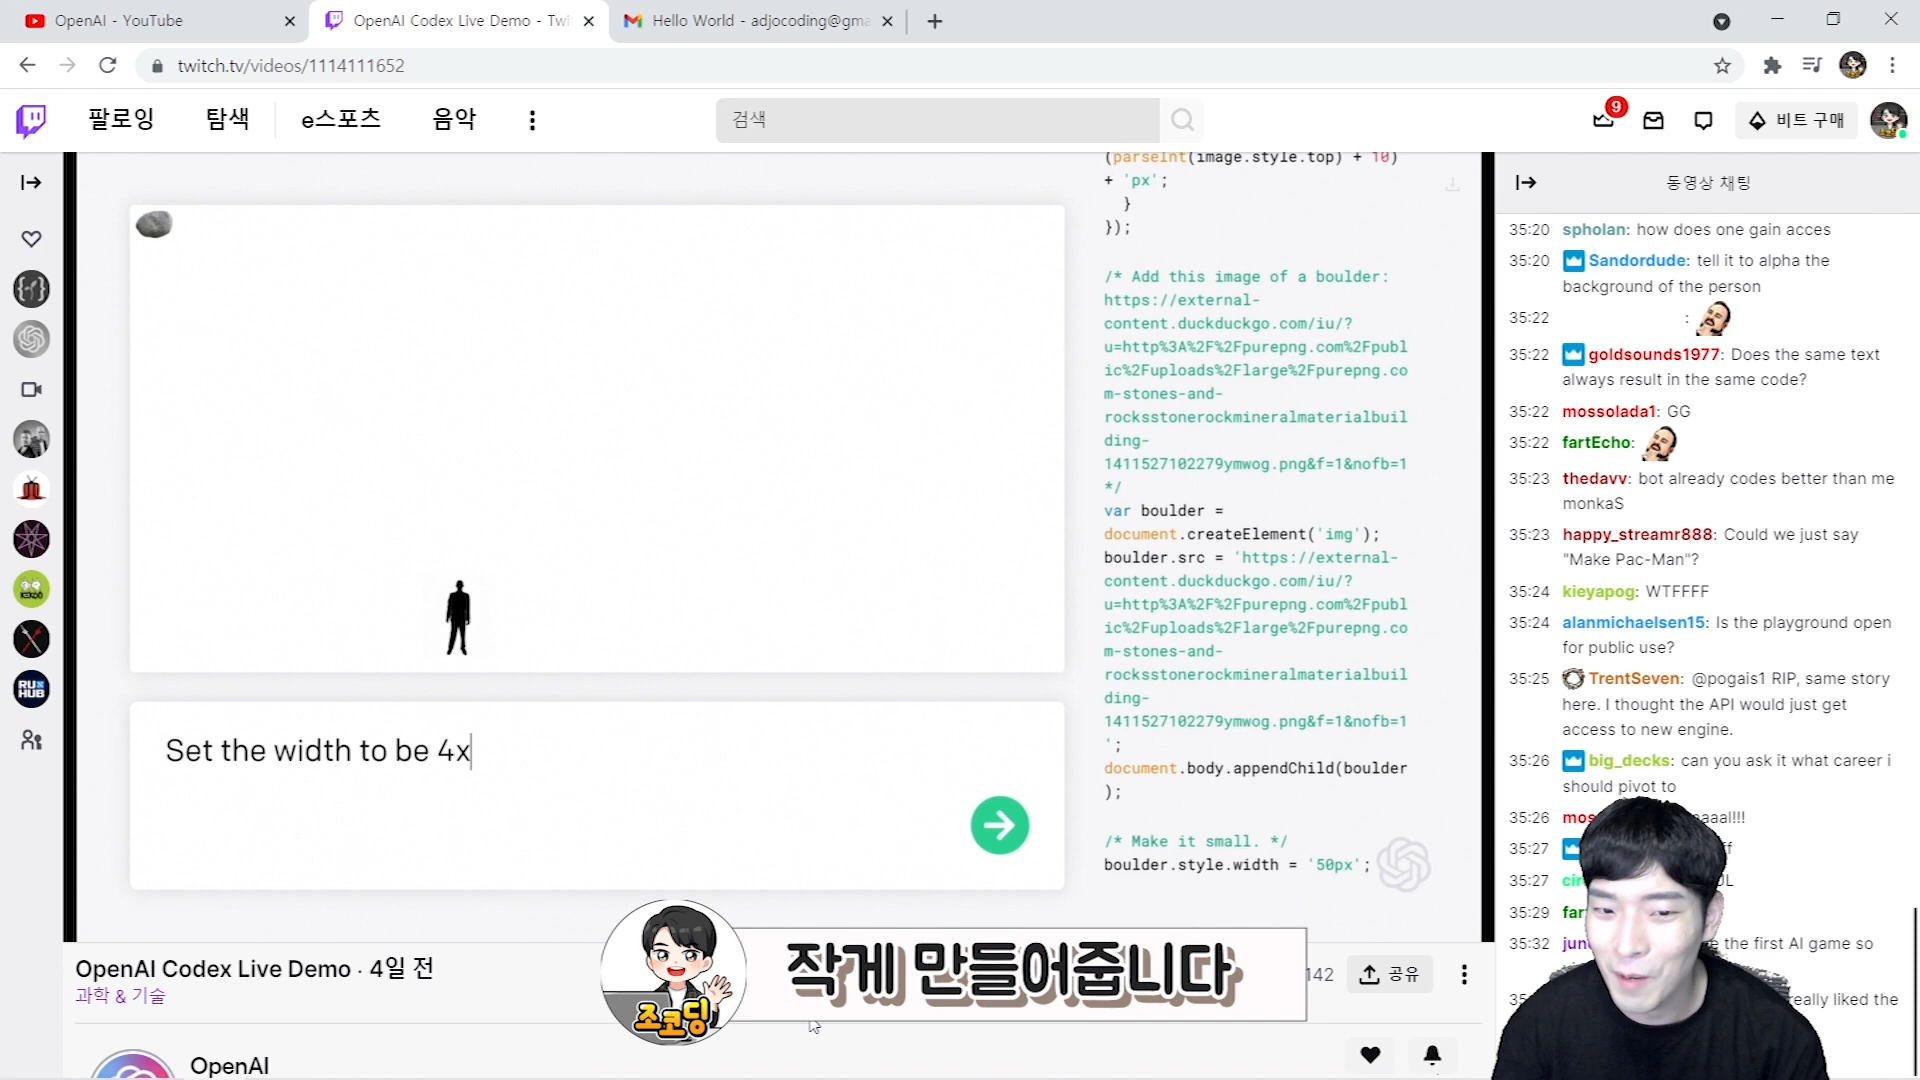 OpenAI - YouTube
OpenAI Codex Live Demo - Twi
Hello World - adjocoding@gma
twitch.tv/videos/1114111652
팔로잉
탐색
e스포츠
음악
검색
9
비트 구매
동영상 채팅
(parseInt(image.style.top) + 10)
+ 'px';
}
});
/* Add this image of a boulder:
https://external-
content.duckduckgo.com/iu/?
u=http%3A%2F%2Fpurepng.com%2Fpubl
ic%2Fuploads%2Flarge%2Fpurepng.co
m-stones-and-
rocksstonerockmineralmaterialbuil
ding-
1411527102279ymwog.png&f=1&nofb=1
*/
var boulder =
document.createElement('img');
boulder.src = 'https://external-
content.duckduckgo.com/iu/?
u=http%3A%2F%2Fpurepng.com%2Fpubl
ic%2Fuploads%2Flarge%2Fpurepng.co
m-stones-and-
rocksstonerockmineralmaterialbuil
ding-
1411527102279ymwog.png&f=1&nofb=1
';
document.body.appendChild(boulder
);
/* Make it small. */
boulder.style.width = '50px';
Set the width to be 4x
35:20 spholan: how does one gain acces
35:20 Sandordude: tell it to alpha the
background of the person
35:22 :
35:22 goldsounds1977: Does the same text
always result in the same code?
35:22 mossolada1: GG
35:22 fartEcho:
35:23 thedavv: bot already codes better than me
monkaS
35:23 happy_streamr888: Could we just say
"Make Pac-Man"?
35:24 kieyapog: WTFFFF
35:24 alanmichaelsen15: Is the playground open
for public use?
35:25 TrentSeven: @pogais1 RIP, same story
here. I thought the API would just get
access to new engine.
35:26 big_decks: can you ask it what career i
should pivot to
35:26 mos
35:27
35:27 cir
35:29 far
35:32 jun the first AI game so
35: really liked the
RUX
HUB
조코딩
작게 만들어줍니다
OpenAI Codex Live Demo · 4일 전
과학 & 기술
142
공유
OpenAI